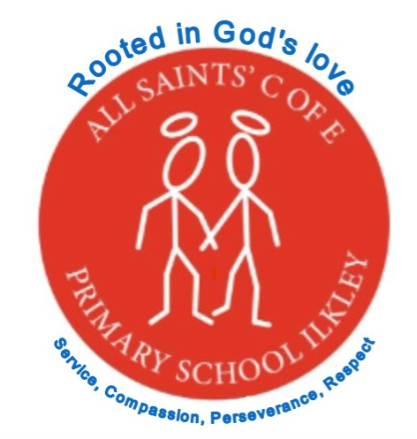 Rooted in God's love
ALL SAINTS' C OF E
PRIMARY SCHOOL ILKLEY
Service, Compassion, Perseverance, Respect